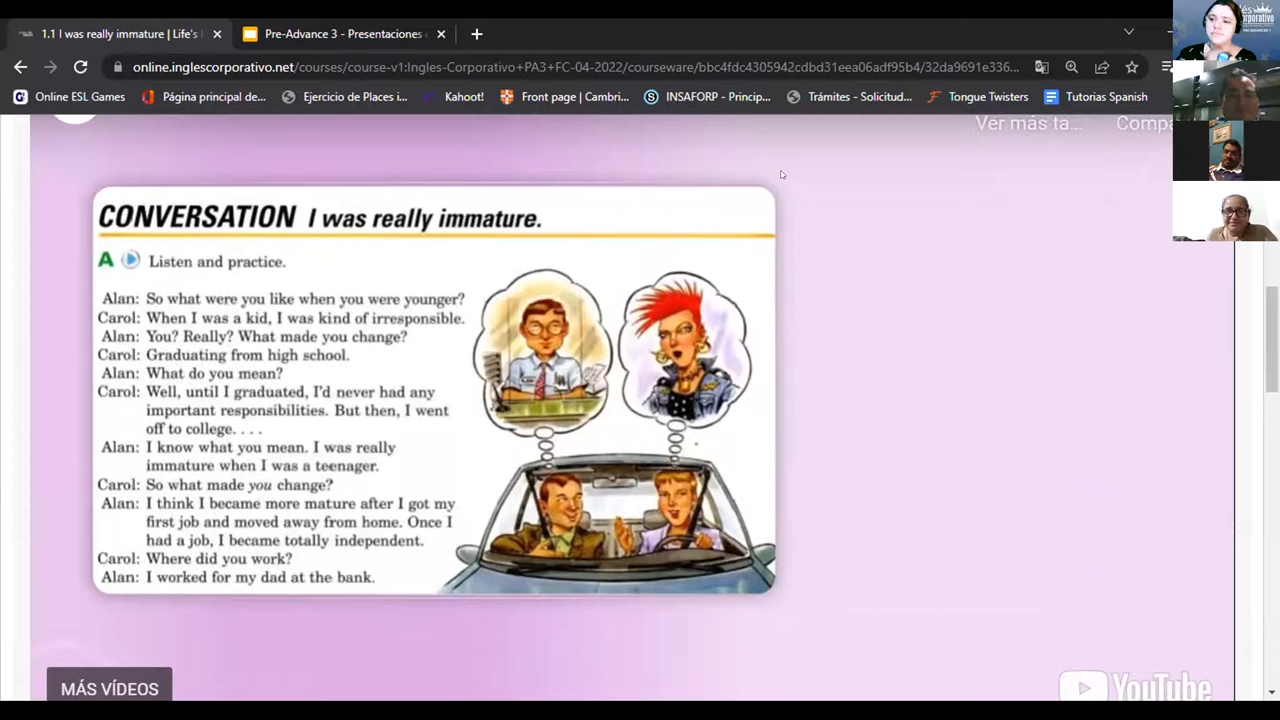 1.1 I was really immature | Life's
Pre-Advance 3 - Presentaciones
online.inglescorporativo.net/courses/course-v1:Ingles-Corporativo+PA3+FC-04-2022/courseware/bbc4fdc4305942cdbd31eea06adf95b4/32da9691e336...
Online ESL Games
Página principal de...
Ejercicio de Places i...
Kahoot!
Front page | Cambri...
INSAFORP - Princip...
Trámites - Solicitud...
Tongue Twisters
Tutorias Spanish
Ver más ta...
CONVERSATION I was really immature.
A Listen and practice.
Alan: So what were you like when you were younger?
Carol: When I was a kid, I was kind of irresponsible.
Alan: You? Really? What made you change?
Carol: Graduating from high school.
Alan: What do you mean?
Carol: Well, until I graduated, I'd never had any
important responsibilities. But then, I went
off to college. . . .
Alan: I know what you mean. I was really
immature when I was a teenager.
Carol: So what made you change?
Alan: I think I became more mature after I got my
first job and moved away from home. Once I
had a job, I became totally independent.
Carol: Where did you work?
Alan: I worked for my dad at the bank.
MÁS VÍDEOS
YouTube